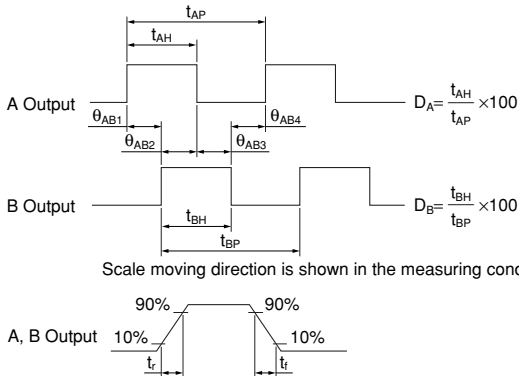 tAP
tAH
A Output
DA= tAH/tAP ×100
θAB1
θAB4
θAB2
θAB3
B Output
DB= tBH/tBP ×100
tBH
tBP
Scale moving direction is shown in the measuring
90%
90%
A, B Output
10%
10%
tr
tf